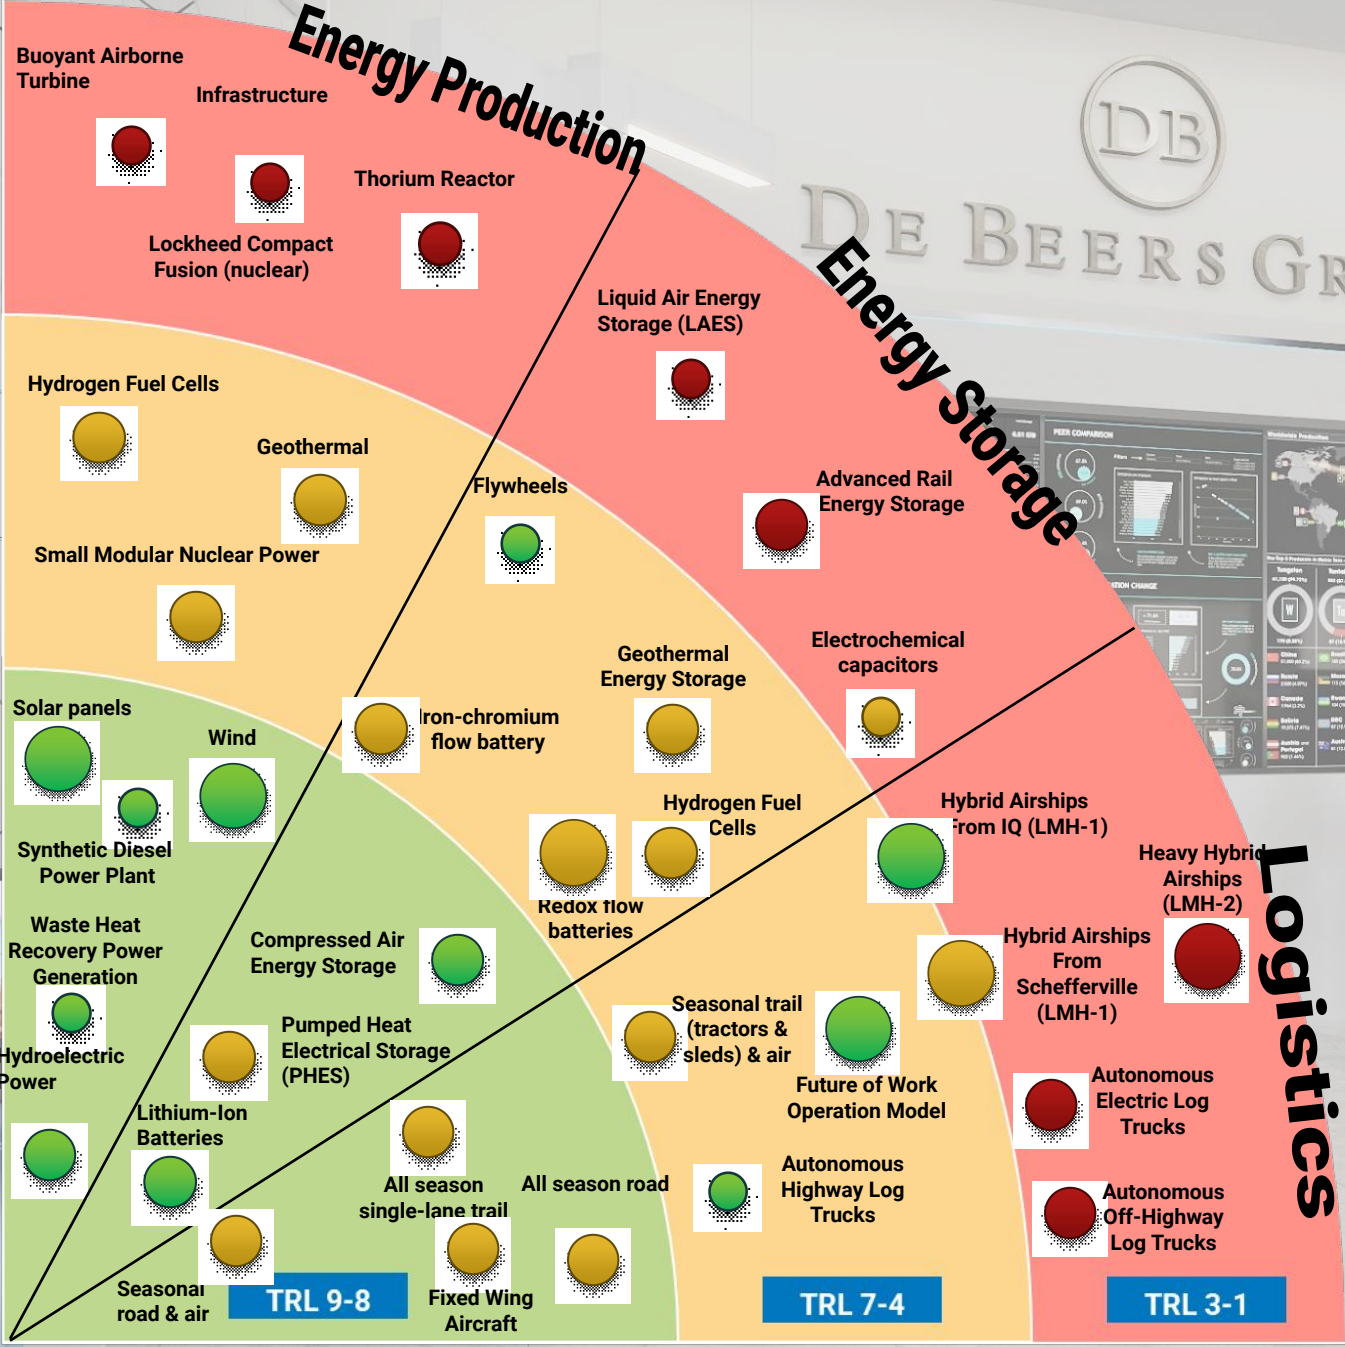 Energy Production
Buoyant Airborne
Turbine
Infrastructure
Thorium Reactor
Lockheed Compact
Fusion (nuclear)
DB
DE BEERS GR
Energy Storage
Liquid Air Energy
Storage (LAES)
Hydrogen Fuel Cells
Geothermal
Flywheels
Advanced Rail
Energy Storage
PEER COMPARISON
Small Modular Nuclear Power
Geothermal
Energy Storage
Electrochemical
capacitors
Solar panels
Wind
Iron-chromium
flow battery
Hydrogen Fuel
Cells
Hybrid Airships
From IQ (LMH-1)
Synthetic Diesel
Power Plant
Redox flow
batteries
Heavy Hybrid
Airships
(LMH-2)
Logistics
Waste Heat
Recovery Power
Generation
Compressed Air
Energy Storage
Hybrid Airships
From
Schefferville
(LMH-1)
Hydroelectric
Power
Pumped Heat
Electrical Storage
(PHES)
Seasonal trail
(tractors &
sleds) & air
Future of Work
Operation Model
Autonomous
Electric Log
Trucks
Lithium-Ion
Batteries
All season
single-lane trail
All season road
Autonomous
Highway Log
Trucks
Autonomous
Off-Highway
Log Trucks
Seasonal
road & air
Fixed Wing
Aircraft
TRL 9-8
TRL 7-4
TRL 3-1